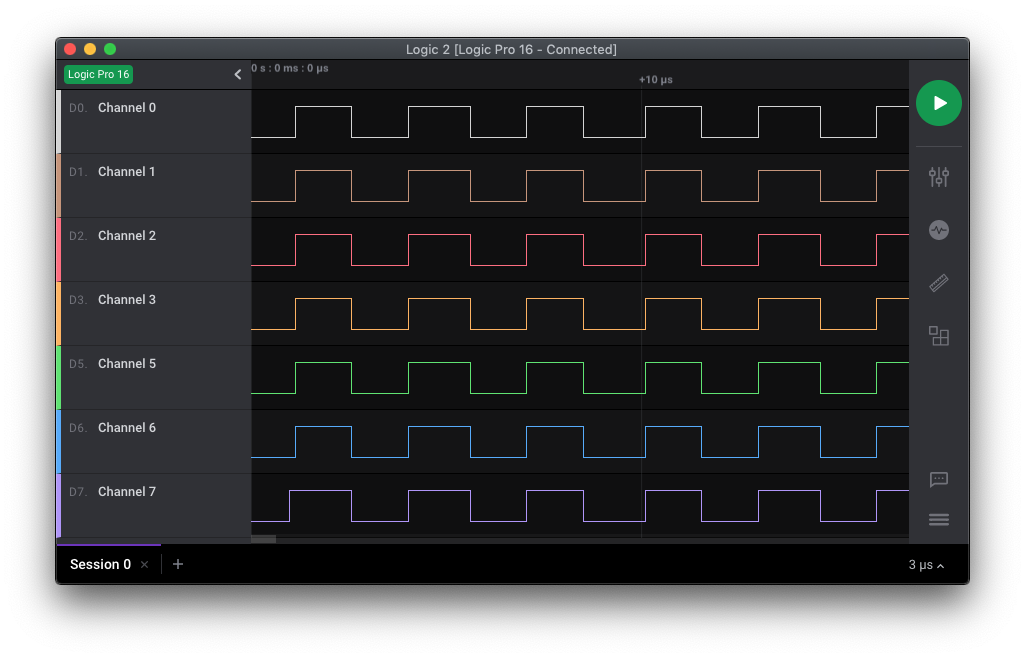 Logic 2 [Logic Pro 16 - Connected]
Logic Pro 16
0 s : 0 ms : 0 µs
+10 µs
D0. Channel 0
D1. Channel 1
D2. Channel 2
D3. Channel 3
D5. Channel 5
D6. Channel 6
D7. Channel 7
Session 0
3 µs